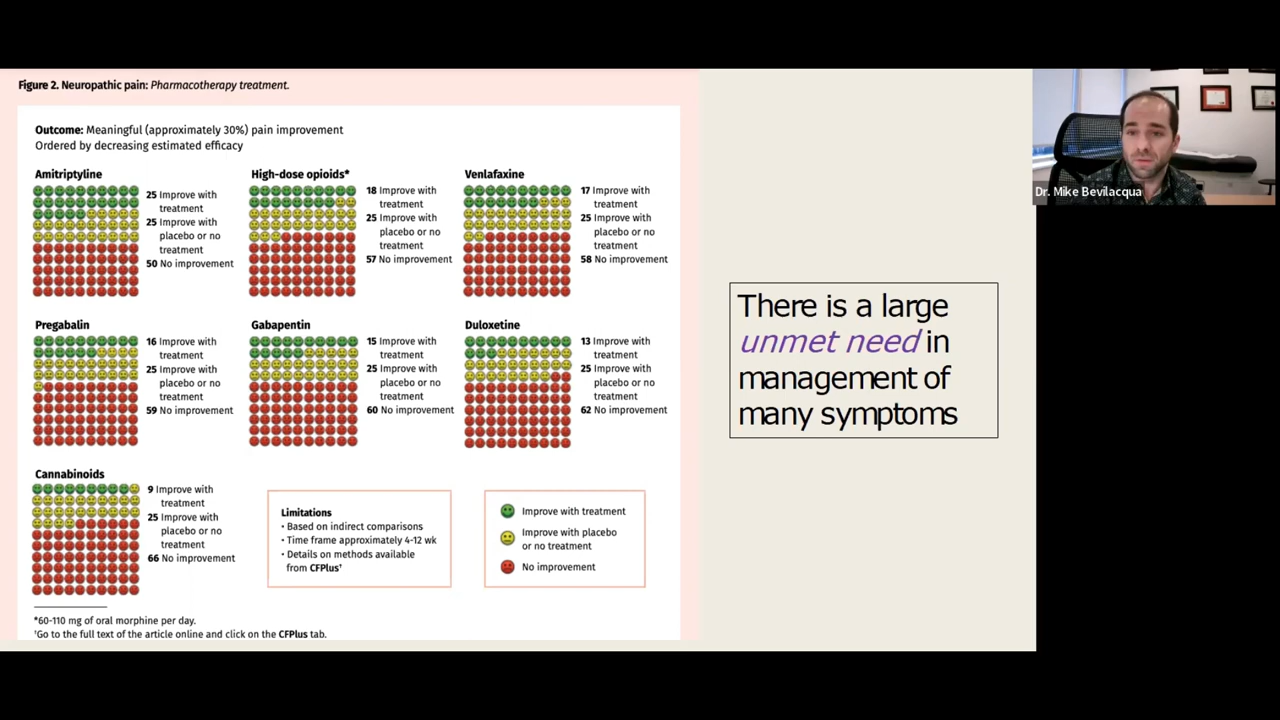 Figure 2. Neuropathic pain: Pharmacotherapy treatment.
Outcome: Meaningful (approximately 30%) pain improvement
Ordered by decreasing estimated efficacy
Amitriptyline
25 Improve with
treatment
25 Improve with
placebo or no
treatment
50 No improvement
High-dose opioids*
18 Improve with
treatment
25 Improve with
placebo or no
treatment
57 No improvement
Venlafaxine
17 Improve with
treatment
25 Improve with
placebo or no
treatment
58 No improvement
Pregabalin
16 Improve with
treatment
25 Improve with
placebo or no
treatment
59 No improvement
Gabapentin
15 Improve with
treatment
25 Improve with
placebo or no
treatment
60 No improvement
Duloxetine
13 Improve with
treatment
25 Improve with
placebo or no
treatment
62 No improvement
Cannabinoids
9 Improve with
treatment
25 Improve with
placebo or no
treatment
66 No improvement
Limitations
• Based on indirect comparisons
• Time frame approximately 4-12 wk
• Details on methods available
from CFPlus†
Improve with treatment
Improve with placebo
or no treatment
No improvement
*60-110 mg of oral morphine per day.
†Go to the full text of the article online and click on the CFPlus tab.
There is a large
unmet need in
management of
many symptoms
Dr. Mike Bevilacqua